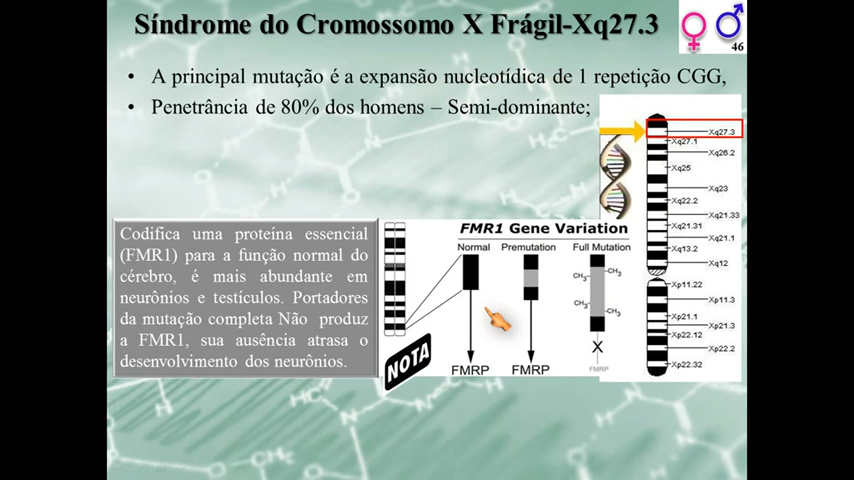 Síndrome do Cromossomo X Frágil-Xq27.3
46
• A principal mutação é a expansão nucleotídica de 1 repetição CGG,
• Penetrância de 80% dos homens – Semi-dominante;
Codifica uma proteína essencial
(FMR1) para a função normal do
cérebro, é mais abundante em
neurônios e testículos. Portadores
da mutação completa Não produz
a FMR1, sua ausência atrasa o
desenvolvimento dos neurônios.
NOTA
FMR1 Gene Variation
Normal Premutation Full Mutation
CH₃ CH₃
CH₃ CH₃
X
FMRP FMRP FMRP
Xq27.3
Xq27.1
Xq26.2
Xq25
Xq23
Xq22.2
Xq21.33
Xq21.31
Xq21.1
Xq13.2
Xq12
Xp11.22
Xp11.3
Xp21.1
Xp21.3
Xp22.12
Xp22.2
Xp22.32